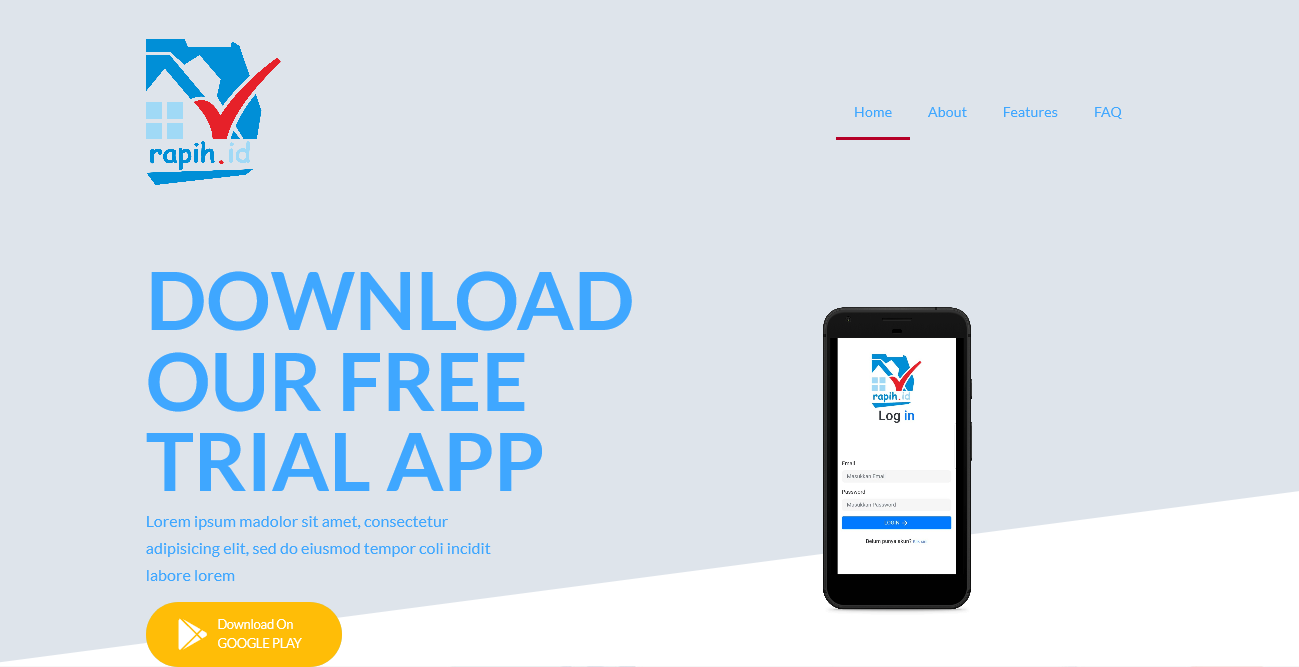 rapih.id
Home About Features FAQ
DOWNLOAD
OUR FREE
TRIAL APP
Lorem ipsum madolor sit amet, consectetur
adipisicing elit, sed do eiusmod tempor coli incidit
labore lorem
Download On
GOOGLE PLAY
rapih.id
Log in
Email
Masukkan Email
Password
Masukkan Password
LOGIN
Belum punya akun?